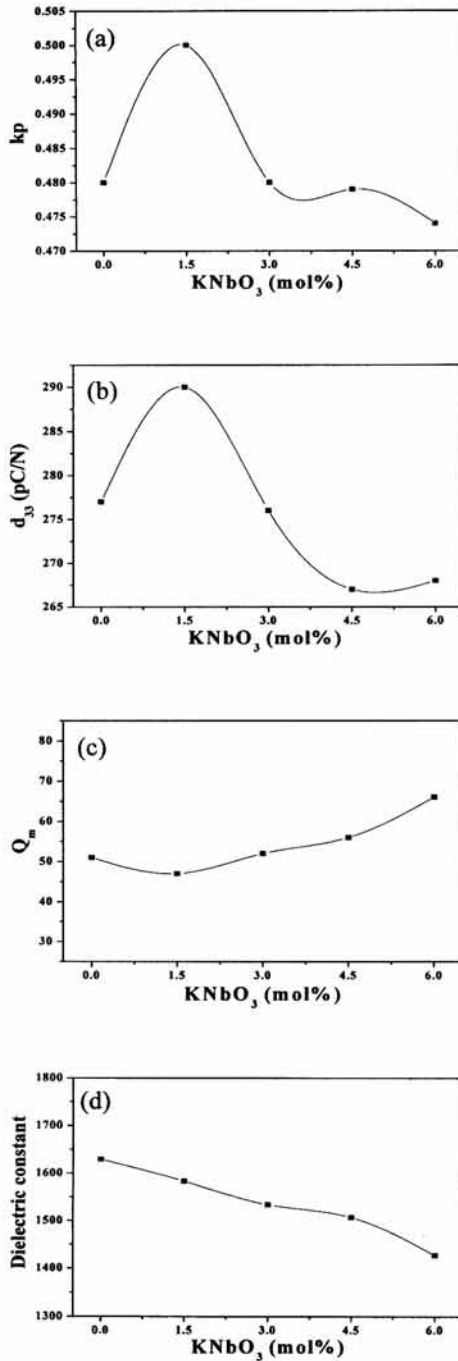 (a)
0.505
0.500
0.495
0.490
0.485
0.480
0.475
0.470
kp
0.0 1.5 3.0 4.5 6.0
KNbO₃ (mol%)
(b)
290
285
280
275
270
265
d₃₃ (pC/N)
0.0 1.5 3.0 4.5 6.0
KNbO₃ (mol%)
(c)
80
70
60
50
40
30
Qₘ
0.0 1.5 3.0 4.5 6.0
KNbO₃ (mol%)
(d)
1800
1700
1600
1500
1400
1300
Dielectric constant
0.0 1.5 3.0 4.5 6.0
KNbO₃ (mol%)